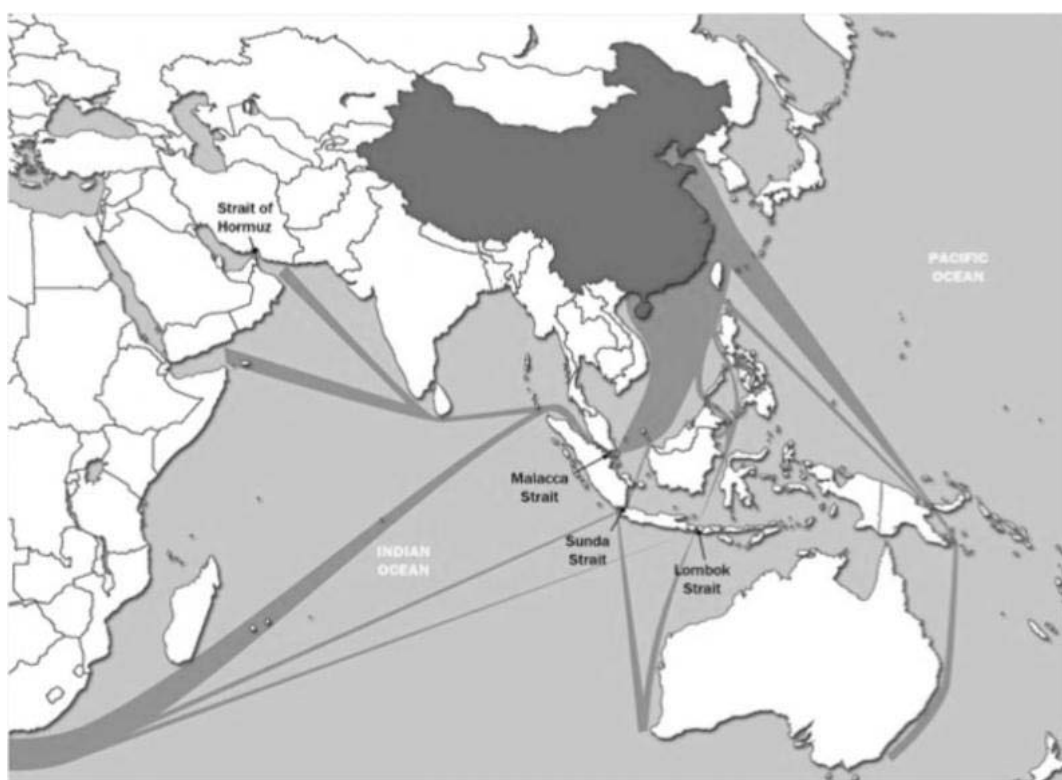 Strait of
Hormuz
PACIFIC
OCEAN
Malacca
Strait
INDIAN
OCEAN
Sunda
Strait
Lombok
Strait